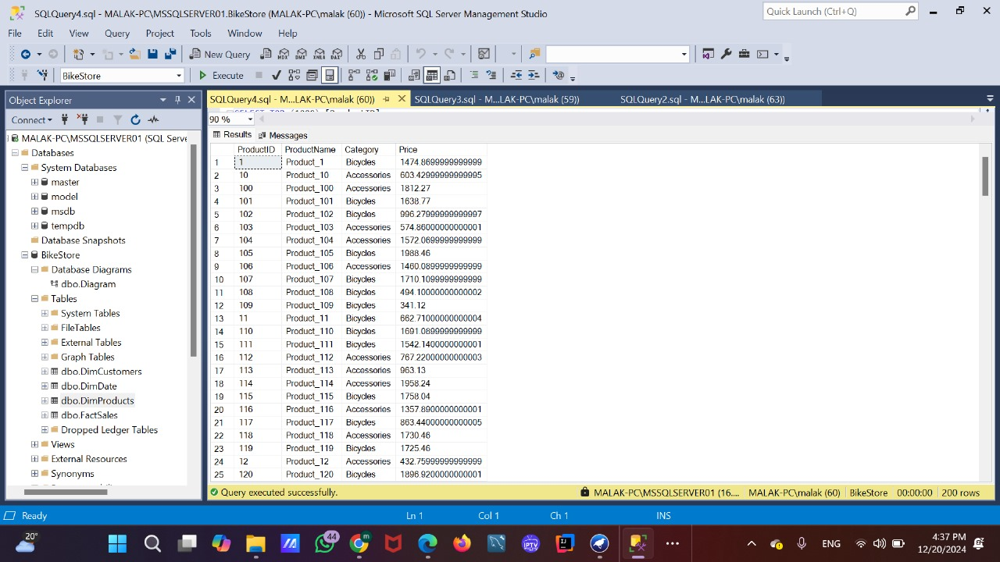 SQLQuery4.sql - MALAK-PC\MSSQLSERVER01.BikeStore (MALAK-PC\malak (60)) - Microsoft SQL Server Management Studio
Quick Launch (Ctrl+Q)
File Edit View Query Project Tools Window Help
New Query MDX DMX XMLA DAX
BikeStore Execute
Object Explorer
SQLQuery4.sql - M...LAK-PC\malak (60)) SQLQuery3.sql - M...LAK-PC\malak (59)) SQLQuery2.sql - M...LAK-PC\malak (63))
Connect
90 %
MALAK-PC\MSSQLSERVER01 (SQL Serve
Databases
System Databases
master
model
msdb
tempdb
Database Snapshots
BikeStore
Database Diagrams
dbo.Diagram
Tables
System Tables
FileTables
External Tables
Graph Tables
dbo.DimCustomers
dbo.DimDate
dbo.DimProducts
dbo.FactSales
Dropped Ledger Tables
Views
External Resources
Synonyms
Results Messages
ProductID ProductName Category Price
1 1 Product_1 Bicycles 1474.8699999999999
2 10 Product_10 Accessories 603.42999999999995
3 100 Product_100 Accessories 1812.27
4 101 Product_101 Bicycles 1638.77
5 102 Product_102 Bicycles 996.27999999999997
6 103 Product_103 Accessories 574.86000000000001
7 104 Product_104 Accessories 1572.0699999999999
8 105 Product_105 Bicycles 1988.46
9 106 Product_106 Accessories 1460.0899999999999
10 107 Product_107 Bicycles 1710.1099999999999
11 108 Product_108 Bicycles 494.10000000000002
12 109 Product_109 Bicycles 341.12
13 11 Product_11 Bicycles 662.71000000000004
14 110 Product_110 Bicycles 1691.0899999999999
15 111 Product_111 Bicycles 1542.1400000000001
16 112 Product_112 Accessories 767.22000000000003
17 113 Product_113 Accessories 963.13
18 114 Product_114 Accessories 1958.24
19 115 Product_115 Bicycles 1758.04
20 116 Product_116 Accessories 1357.8900000000001
21 117 Product_117 Bicycles 863.44000000000005
22 118 Product_118 Accessories 1730.46
23 119 Product_119 Bicycles 1725.46
24 12 Product_12 Accessories 432.75999999999999
25 120 Product_120 Bicycles 1896.9200000000001
Query executed successfully. MALAK-PC\MSSQLSERVER01 (16.... MALAK-PC\malak (60) BikeStore 00:00:00 200 rows
Ready Ln 1 Col 1 Ch 1 INS
20° 44 m IPTV ENG 4:37 PM
12/20/2024